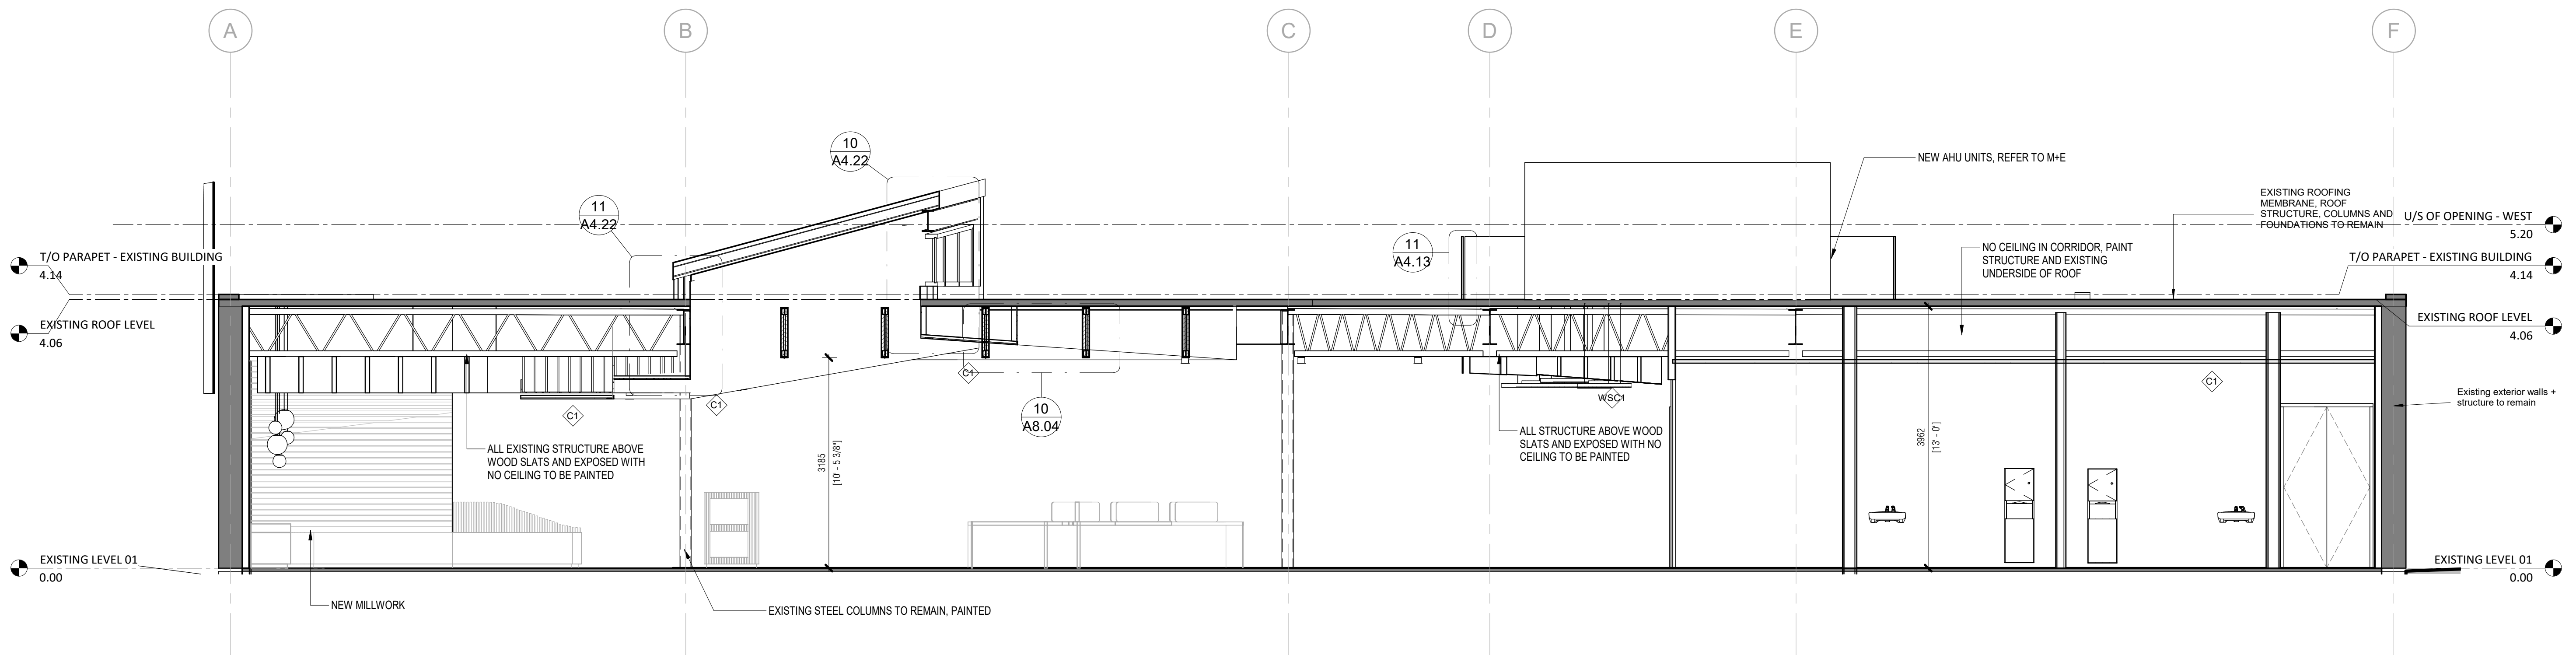 A
B
C
D
E
F
10
A4.22
11
A4.22
11
A4.13
10
A8.04
NEW AHU UNITS, REFER TO M+E
EXISTING ROOFING
MEMBRANE, ROOF
STRUCTURE, COLUMNS AND
FOUNDATIONS TO REMAIN
U/S OF OPENING - WEST
5.20
NO CEILING IN CORRIDOR, PAINT
STRUCTURE AND EXISTING
UNDERSIDE OF ROOF
T/O PARAPET - EXISTING BUILDING
4.14
T/O PARAPET - EXISTING BUILDING
4.14
EXISTING ROOF LEVEL
4.06
EXISTING ROOF LEVEL
4.06
C1
C1
C1
WSC1
C1
Existing exterior walls +
structure to remain
ALL EXISTING STRUCTURE ABOVE
WOOD SLATS AND EXPOSED WITH
NO CEILING TO BE PAINTED
3185
[10' - 5 3/8"]
ALL STRUCTURE ABOVE WOOD
SLATS AND EXPOSED WITH NO
CEILING TO BE PAINTED
3962
[13' - 0"]
EXISTING LEVEL 01
0.00
EXISTING LEVEL 01
0.00
NEW MILLWORK
EXISTING STEEL COLUMNS TO REMAIN, PAINTED